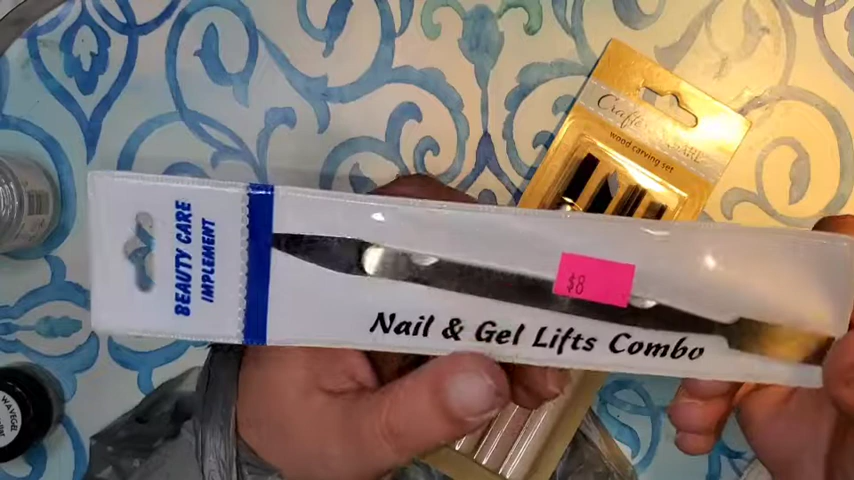 BEAUTY CARE
IMPLEMENT
$8
Nail & Gel Lifts Combo
wood carving set